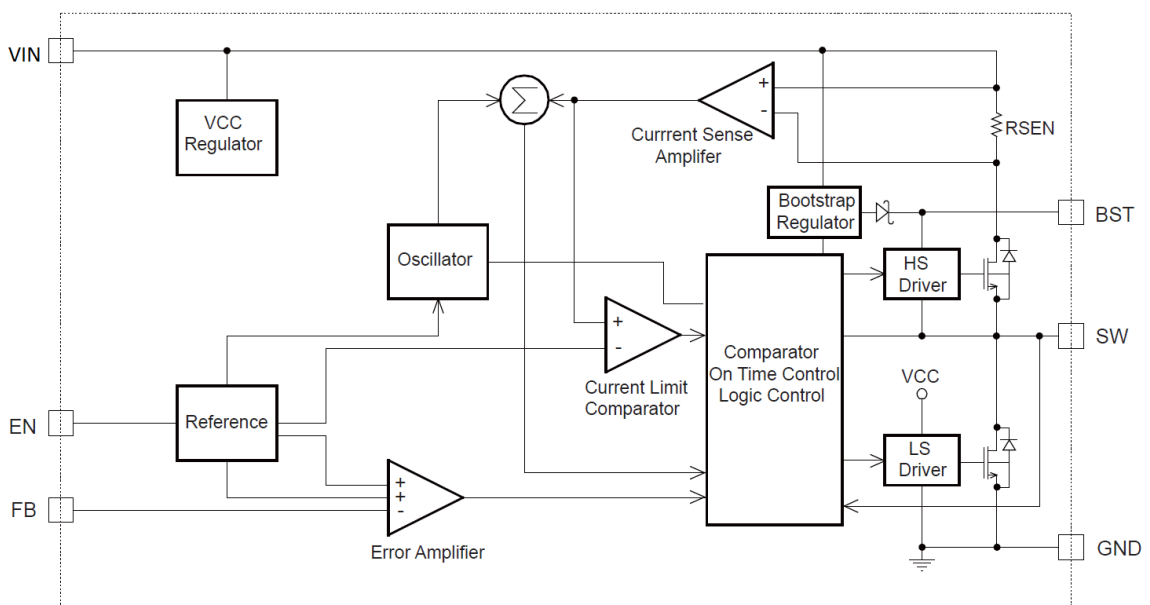 VIN
VCC
Regulator
Σ
+
-
Currrent Sense
Amplifer
RSEN
Bootstrap
Regulator
BST
Oscillator
HS
Driver
+
-
Current Limit
Comparator
Comparator
On Time Control
Logic Control
SW
VCC
EN
Reference
LS
Driver
+
+
-
FB
Error Amplifier
GND